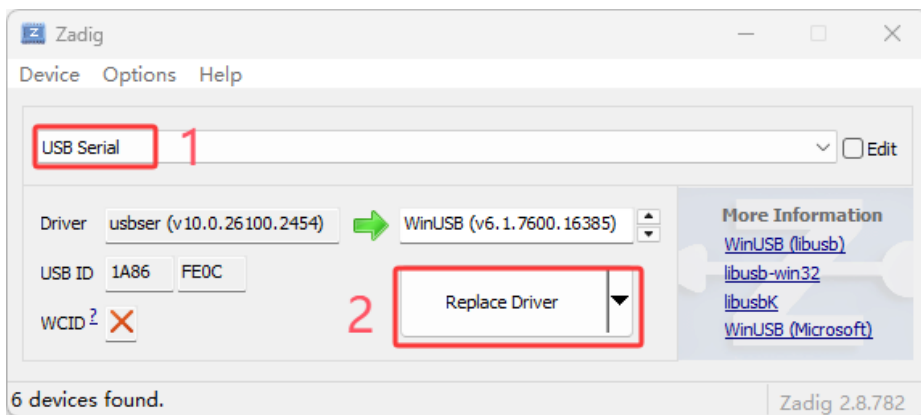 Zadig
Device Options Help
USB Serial 1 Edit
Driver usbser (v10.0.26100.2454) WinUSB (v6.1.7600.16385)
USB ID 1A86 FE0C
WCID ?
2 Replace Driver
More Information
WinUSB (libusb)
libusb-win32
libusbK
WinUSB (Microsoft)
6 devices found.
Zadig 2.8.782